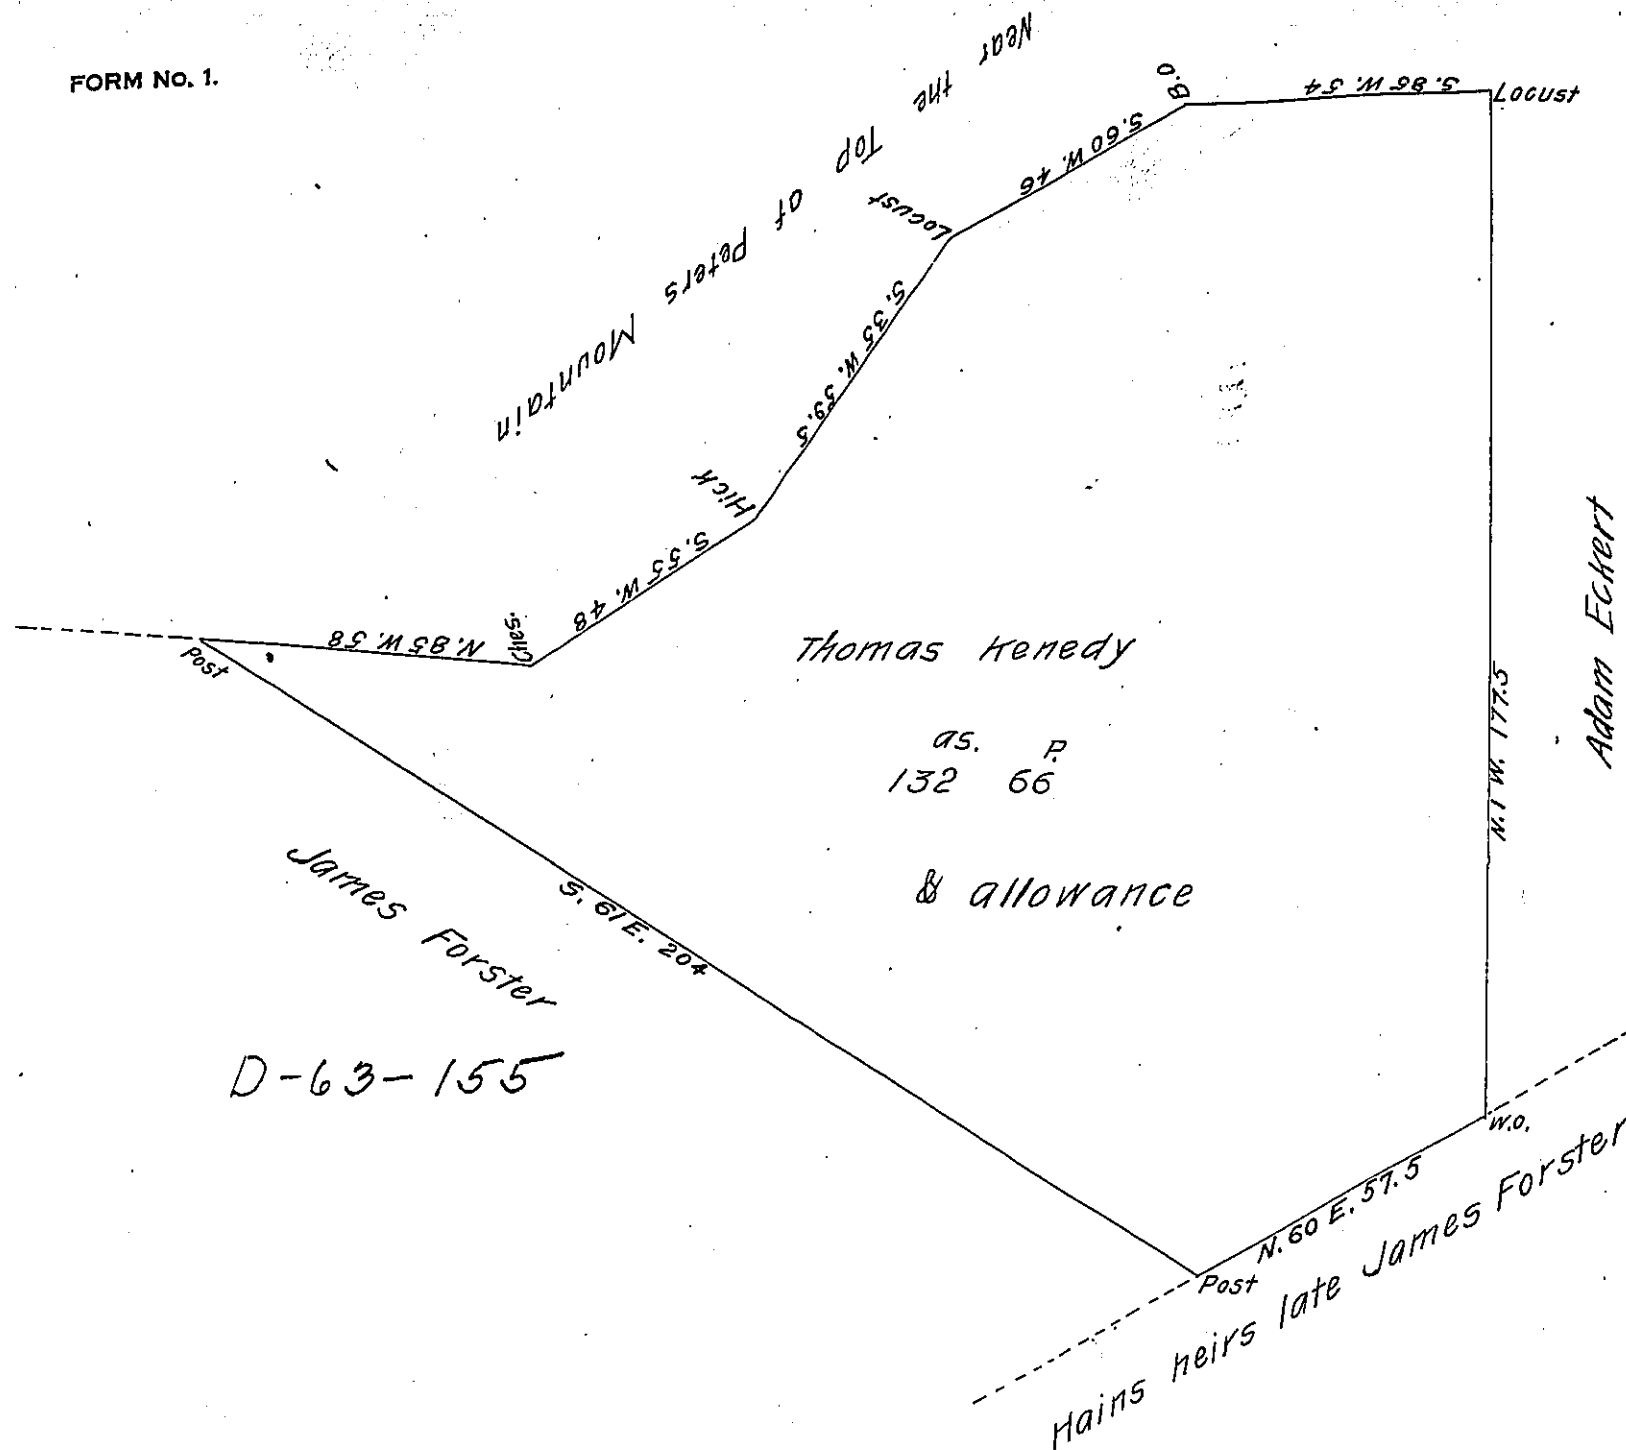 FORM No. 1.
Near the Top of Peters Mountain
B.O
S. 86 W. 54
Locust
S. 60 W. 46
Locust
S. 35 W. 59.5
Hick
S. 55 W. 48
Ches.
N. 85 W. 58
Post
Thomas Kenedy
as. P.
132 66
& allowance
N. 1 W. 177.5
Adam Eckert
James Forster
S. 61 E. 204
D-63-155
W.O.
N. 60 E. 57.5
Post
Hains heirs late James Forster